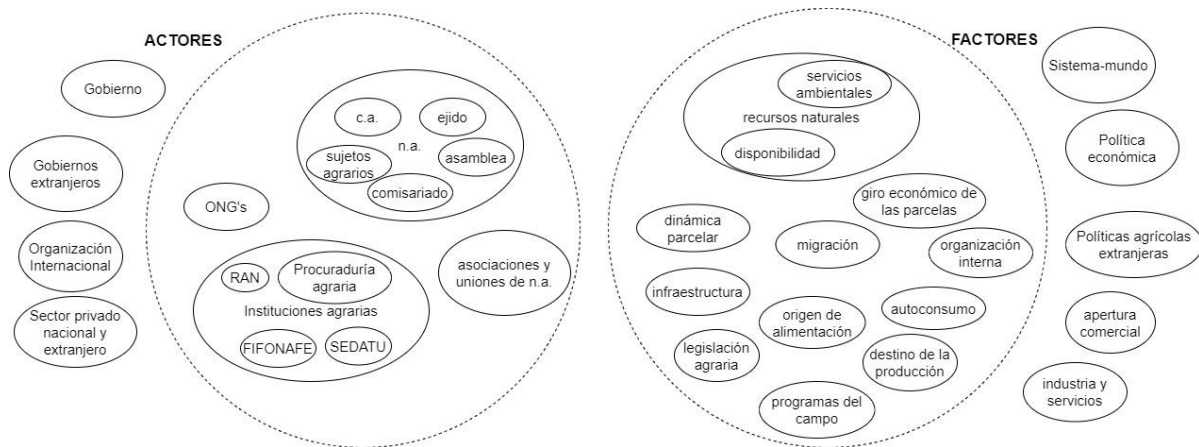 ACTORES
Gobierno
Gobiernos
extranjeros
Organización
Internacional
Sector privado
nacional y
extranjero
c.a.
ejido
n.a.
sujetos
agrarios
asamblea
comisariado
ONG's
RAN
Procuraduría
agraria
Instituciones agrarias
FIFONAFE
SEDATU
asociaciones y
uniones de n.a.
FACTORES
servicios
ambientales
recursos naturales
disponibilidad
giro económico de
las parcelas
dinámica
parcelar
migración
organización
interna
infraestructura
origen de
alimentación
autoconsumo
legislación
agraria
destino de la
producción
programas del
campo
Sistema-mundo
Política
económica
Políticas agrícolas
extranjeras
apertura
comercial
industria y
servicios